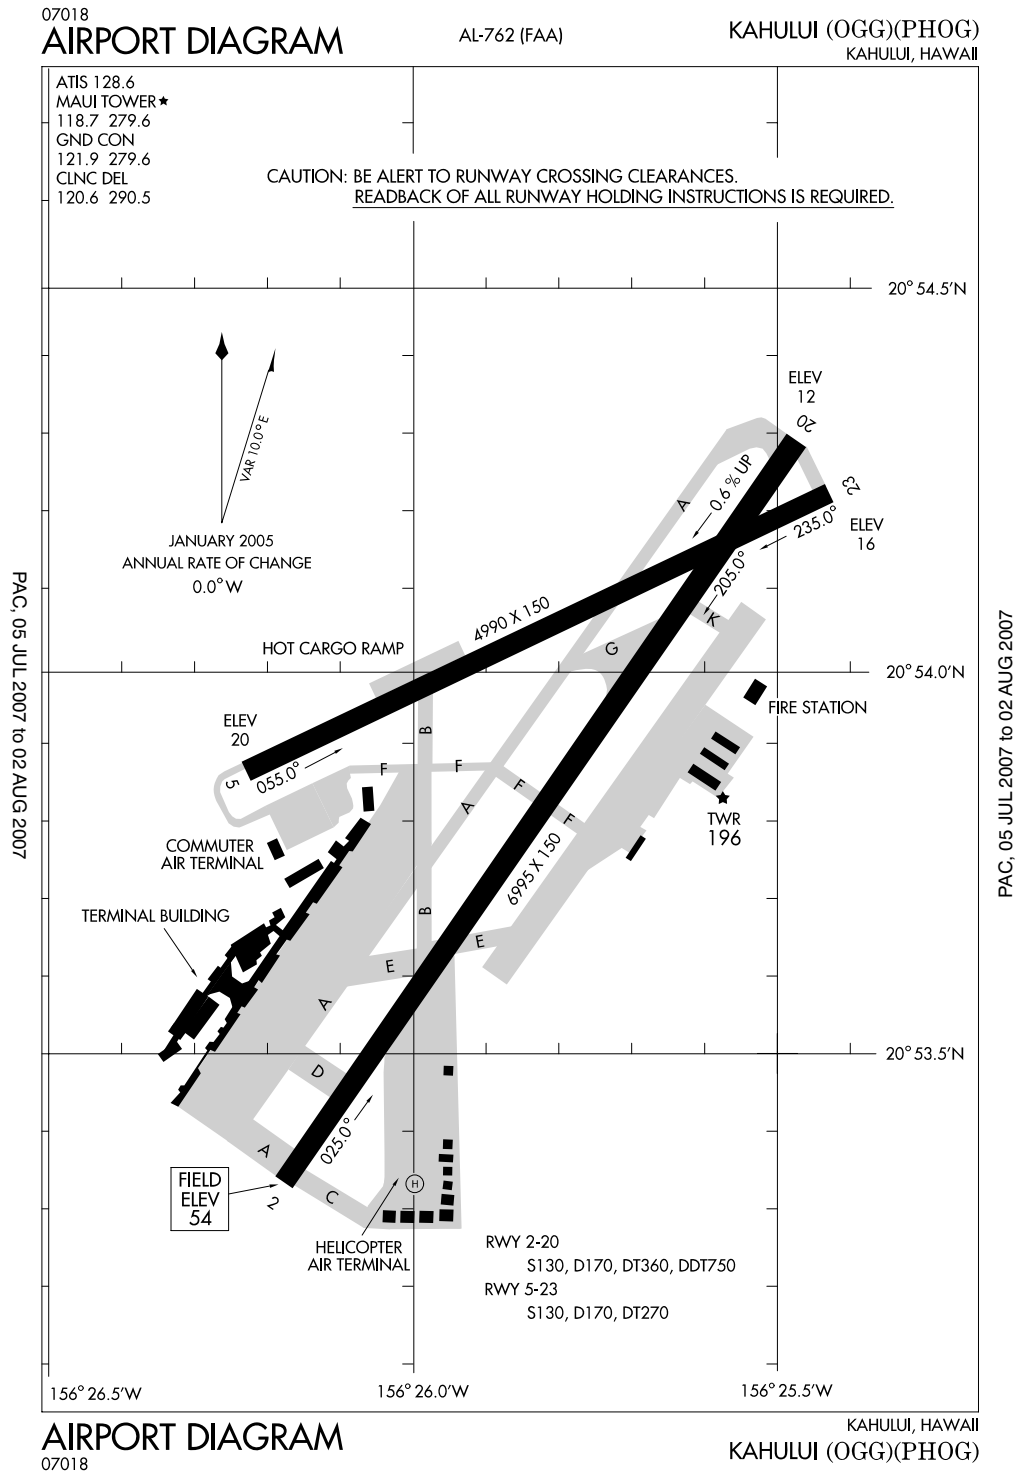 07018
AIRPORT DIAGRAM
AL-762 (FAA)
KAHULUI (OGG)(PHOG)
KAHULUI, HAWAII
ATIS 128.6
MAUI TOWER★
118.7 279.6
GND CON
121.9 279.6
CLNC DEL
120.6 290.5
CAUTION: BE ALERT TO RUNWAY CROSSING CLEARANCES.
READBACK OF ALL RUNWAY HOLDING INSTRUCTIONS IS REQUIRED.
20° 54.5'N
VAR 10.0° E
JANUARY 2005
ANNUAL RATE OF CHANGE
0.0° W
ELEV
12
20
0.6 % UP
A
23
235.0°
ELEV
16
205.0°
4990 X 150
K
G
HOT CARGO RAMP
20° 54.0'N
FIRE STATION
ELEV
20
5
055.0°
B
F
F
F
F
A
TWR
196
COMMUTER
AIR TERMINAL
6995 X 150
TERMINAL BUILDING
B
E
E
A
20° 53.5'N
D
025.0°
A
FIELD
ELEV
54
2
C
H
HELICOPTER
AIR TERMINAL
RWY 2-20
S130, D170, DT360, DDT750
RWY 5-23
S130, D170, DT270
156° 26.5'W
156° 26.0'W
156° 25.5'W
PAC, 05 JUL 2007 to 02 AUG 2007
PAC, 05 JUL 2007 to 02 AUG 2007
AIRPORT DIAGRAM
07018
KAHULUI, HAWAII
KAHULUI (OGG)(PHOG)